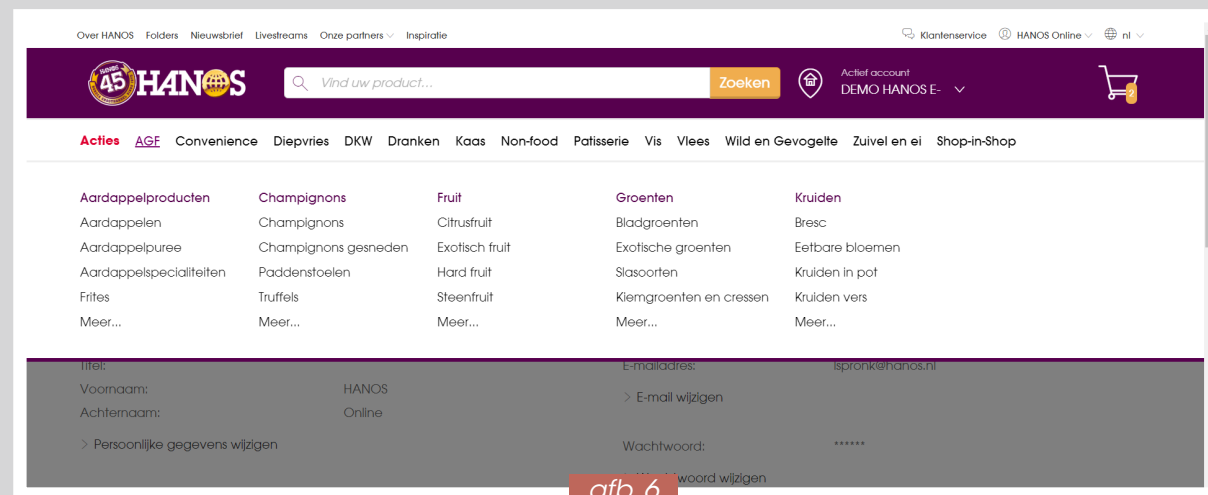 Over HANOS Folders Nieuwsbrief Livestreams Onze partners Inspiratie Klantenservice HANOS Online nl
HANOS 45 HANOS Vind uw product... Zoeken Actief account
DEMO HANOS E- 2
Acties AGF Convenience Diepvries DKW Dranken Kaas Non-food Patisserie Vis Vlees Wild en Gevogelte Zuivel en ei Shop-in-Shop
Aardappelproducten Champignons Fruit Groenten Kruiden
Aardappelen Champignons Citrusfruit Bladgroenten Bresc
Aardappelpuree Champignons gesneden Exotisch fruit Exotische groenten Eetbare bloemen
Aardappelspecialiteiten Paddenstoelen Hard fruit Slasoorten Kruiden in pot
Frites Truffels Steenfruit Kiemgroenten en cressen Kruiden vers
Meer... Meer... Meer... Meer... Meer...
Titel: E-mailadres: lspronk@hanos.nl
Voornaam: HANOS
> E-mail wijzigen
Achternaam: Online
> Persoonlijke gegevens wijzigen
Wachtwoord: ******
woord wijzigen
afb. 6